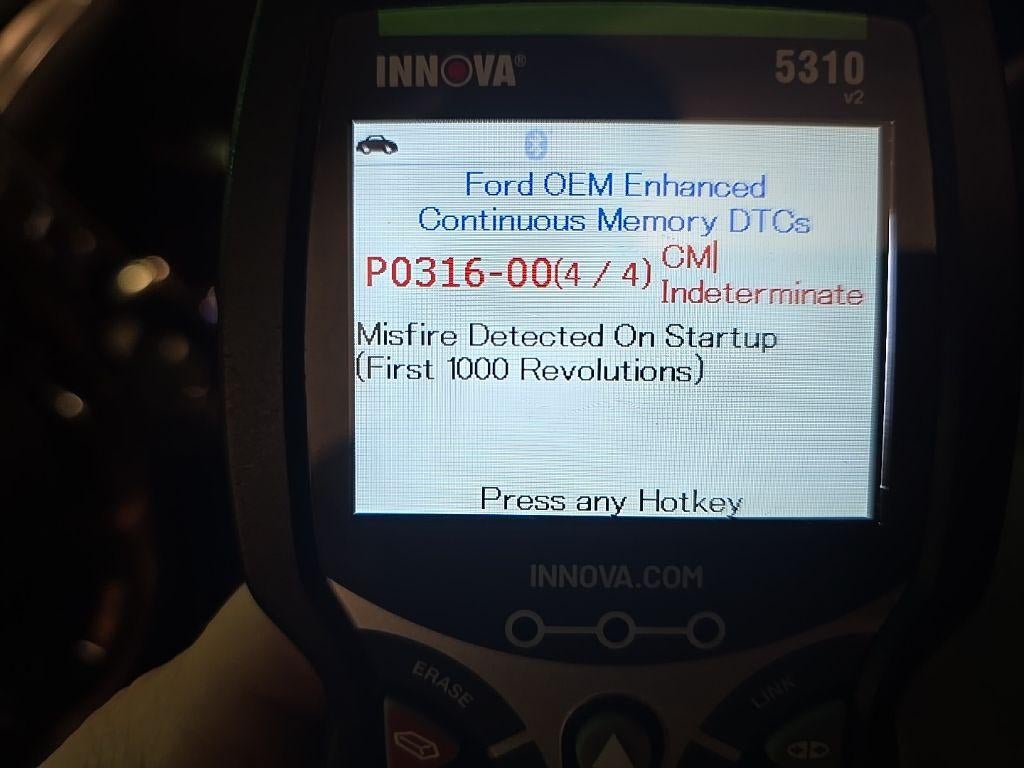 INNOVA® 5310
v2
Ford OEM Enhanced
Continuous Memory DTCs
P0316-00(4 / 4) CM|
Indeterminate
Misfire Detected On Startup
(First 1000 Revolutions)
Press any Hotkey
INNOVA.COM
ERASE LINK